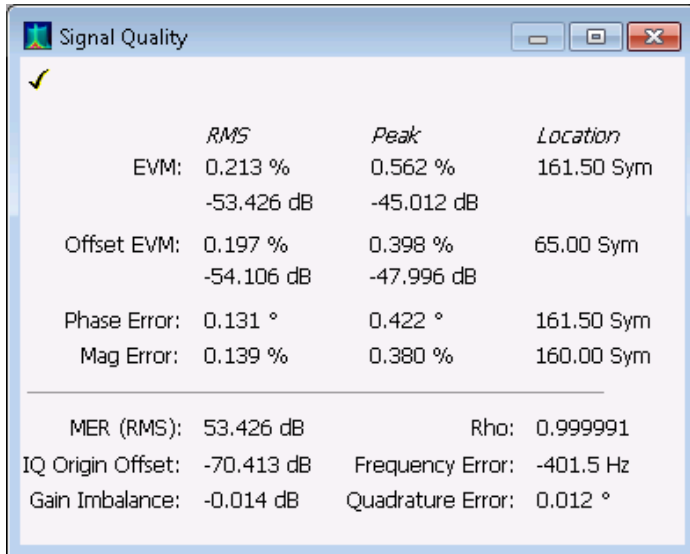 Signal Quality
RMS Peak Location
EVM: 0.213 % 0.562 % 161.50 Sym
-53.426 dB -45.012 dB
Offset EVM: 0.197 % 0.398 % 65.00 Sym
-54.106 dB -47.996 dB
Phase Error: 0.131 ° 0.422 ° 161.50 Sym
Mag Error: 0.139 % 0.380 % 160.00 Sym
MER (RMS): 53.426 dB Rho: 0.999991
IQ Origin Offset: -70.413 dB Frequency Error: -401.5 Hz
Gain Imbalance: -0.014 dB Quadrature Error: 0.012 °